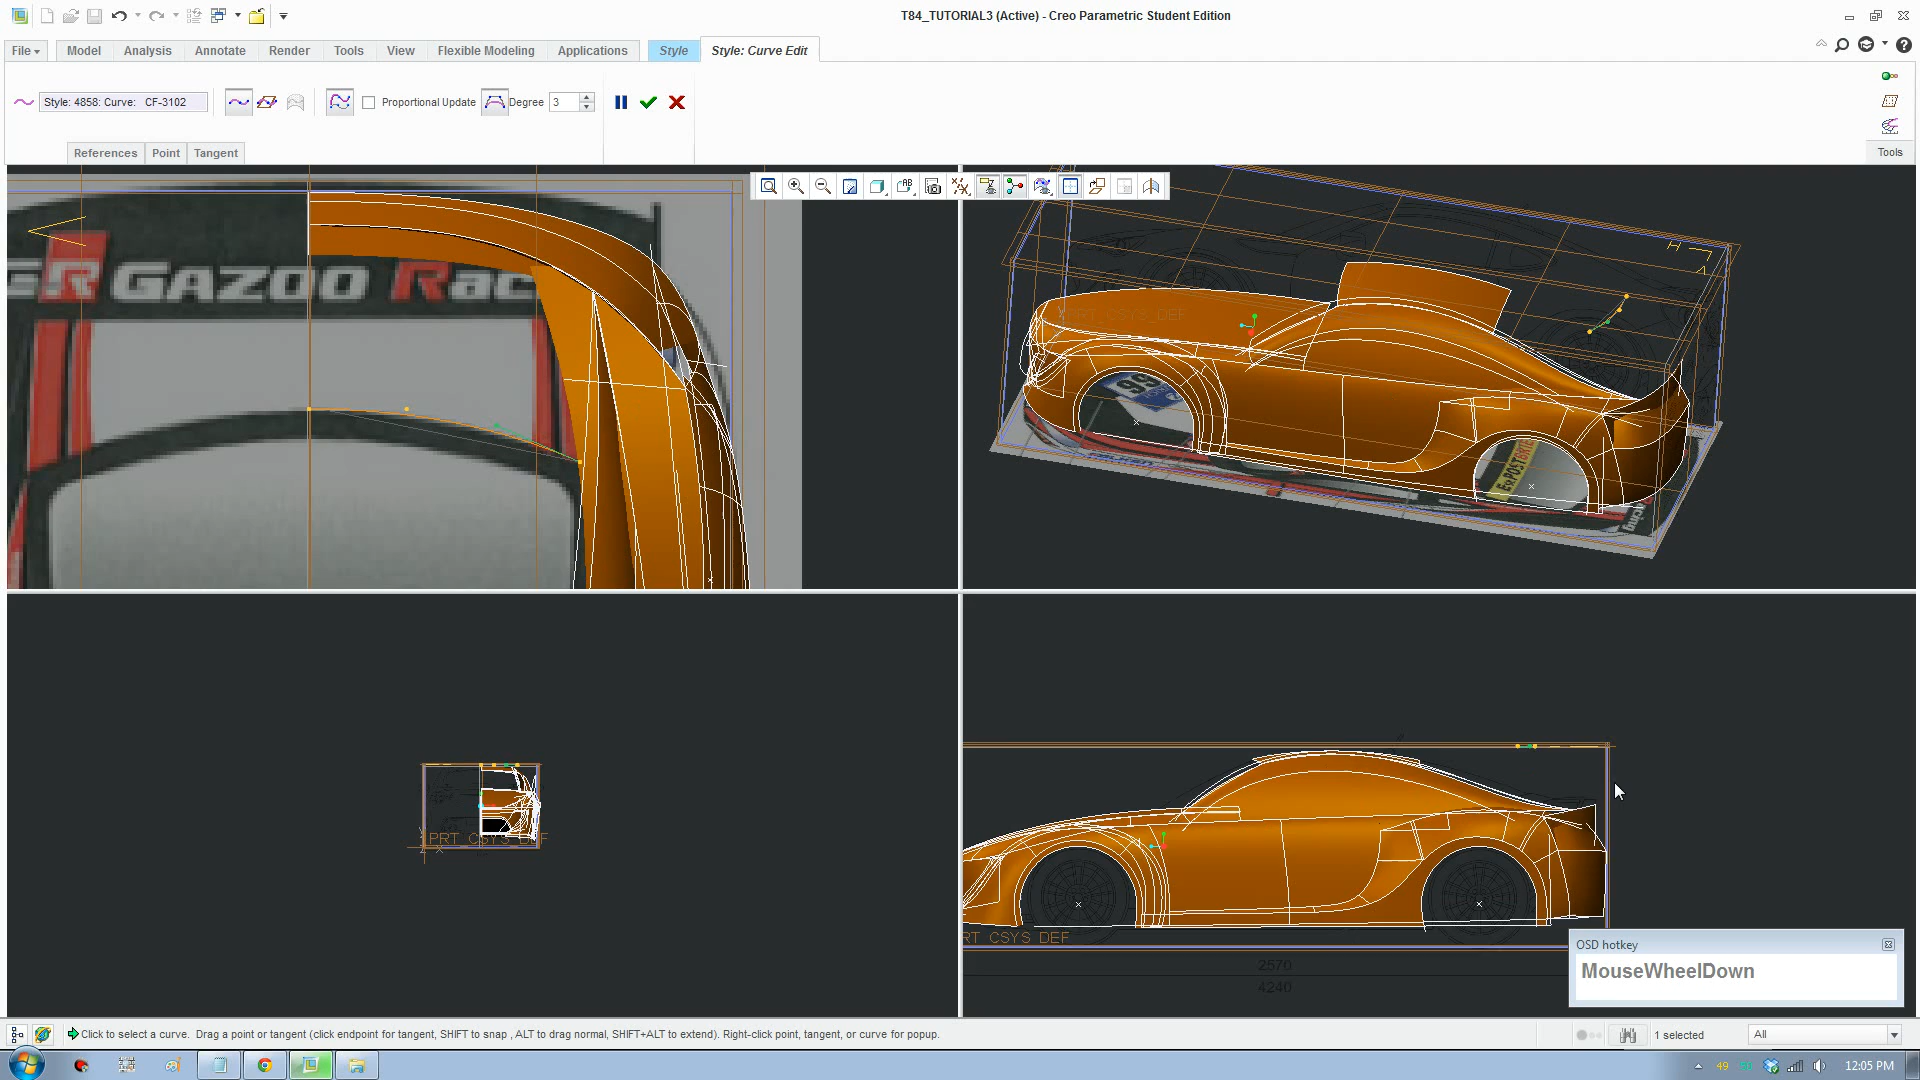 T84_TUTORIAL3 (Active) - Creo Parametric Student Edition
File Model Analysis Annotate Render Tools View Flexible Modeling Applications Style Style: Curve Edit
Style: 4858: Curve: CF-3102 Proportional Update Degree 3
References Point Tangent
Tools
GR GAZOO Rac
PRT_CSYS_DEF
99
PRT_CSYS_DEF
RT_CSYS_DEF
2570
4240
OSD hotkey
MouseWheelDown
Click to select a curve. Drag a point or tangent (click endpoint for tangent, SHIFT to snap , ALT to drag normal, SHIFT+ALT to extend). Right-click point, tangent, or curve for popup.
1 selected
All
49
12:05 PM